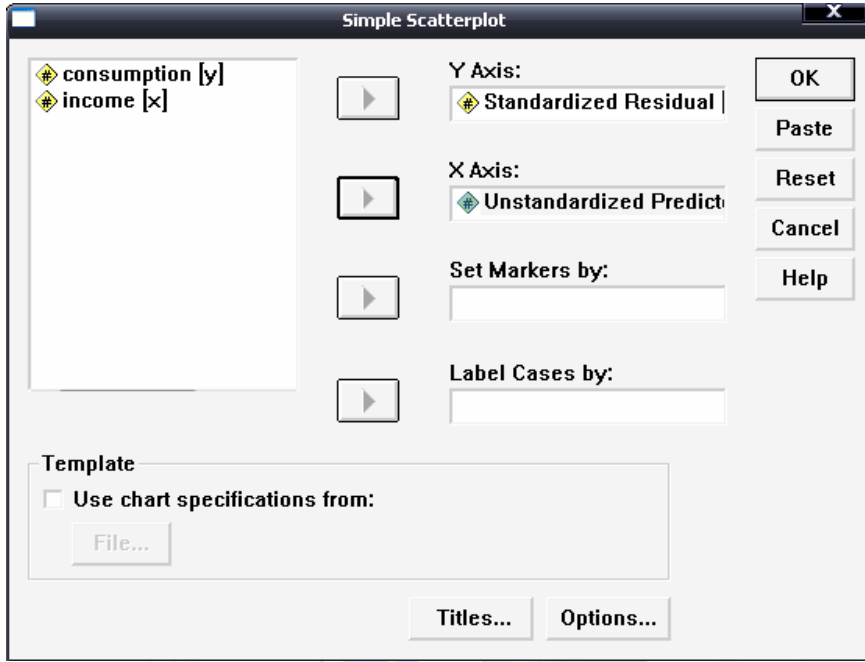 Simple Scatterplot
X
consumption [y]
income [x]
Y Axis:
Standardized Residual [
X Axis:
Unstandardized Predict
Set Markers by:
Label Cases by:
OK
Paste
Reset
Cancel
Help
Template
Use chart specifications from:
File...
Titles...
Options...